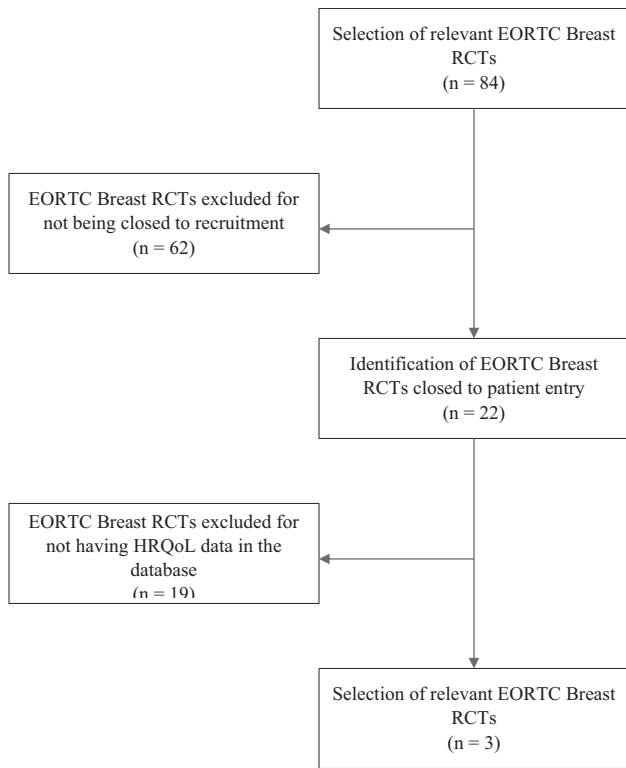 Selection of relevant EORTC Breast
RCTs
(n = 84)
EORTC Breast RCTs excluded for
not being closed to recruitment
(n = 62)
Identification of EORTC Breast
RCTs closed to patient entry
(n = 22)
EORTC Breast RCTs excluded for
not having HRQoL data in the
database
(n = 19)
Selection of relevant EORTC Breast
RCTs
(n = 3)